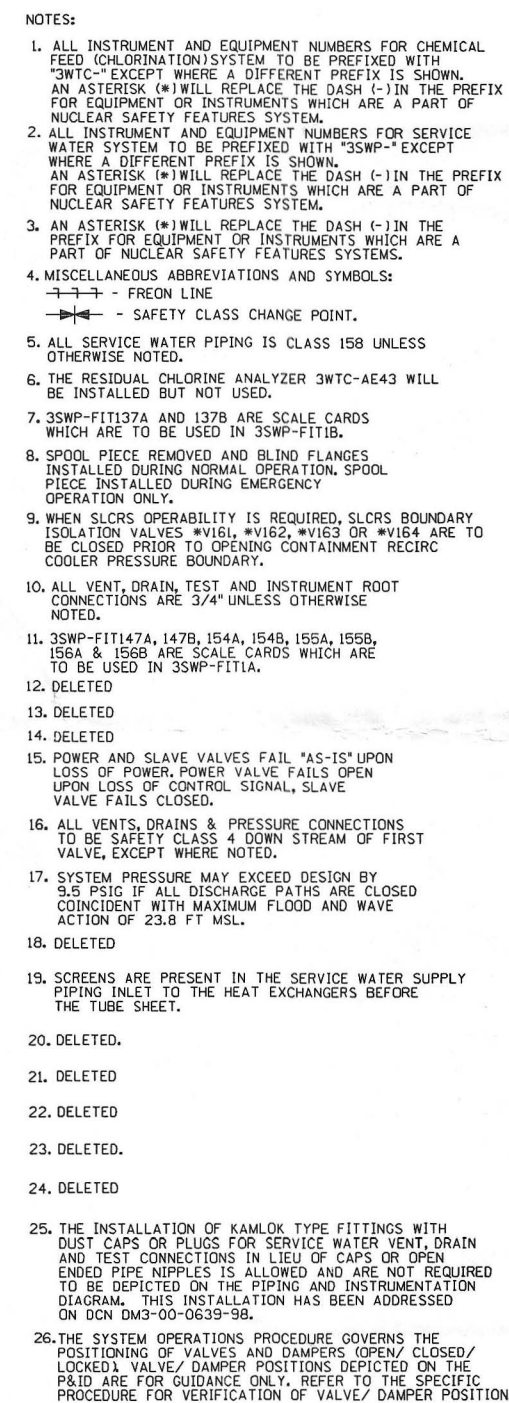 NOTES:
1. ALL INSTRUMENT AND EQUIPMENT NUMBERS FOR CHEMICAL
FEED (CHLORINATION) SYSTEM TO BE PREFIXED WITH
"3WTC-" EXCEPT WHERE A DIFFERENT PREFIX IS SHOWN.
AN ASTERISK (*) WILL REPLACE THE DASH (-) IN THE PREFIX
FOR EQUIPMENT OR INSTRUMENTS WHICH ARE A PART OF
NUCLEAR SAFETY FEATURES SYSTEM.
2. ALL INSTRUMENT AND EQUIPMENT NUMBERS FOR SERVICE
WATER SYSTEM TO BE PREFIXED WITH "3SWP-" EXCEPT
WHERE A DIFFERENT PREFIX IS SHOWN.
AN ASTERISK (*) WILL REPLACE THE DASH (-) IN THE PREFIX
FOR EQUIPMENT OR INSTRUMENTS WHICH ARE A PART OF
NUCLEAR SAFETY FEATURES SYSTEM.
3. AN ASTERISK (*) WILL REPLACE THE DASH (-) IN THE
PREFIX FOR EQUIPMENT OR INSTRUMENTS WHICH ARE A
PART OF NUCLEAR SAFETY FEATURES SYSTEMS.
4. MISCELLANEOUS ABBREVIATIONS AND SYMBOLS:
- FREON LINE
- SAFETY CLASS CHANGE POINT.
5. ALL SERVICE WATER PIPING IS CLASS 158 UNLESS
OTHERWISE NOTED.
6. THE RESIDUAL CHLORINE ANALYZER 3WTC-AE43 WILL
BE INSTALLED BUT NOT USED.
7. 3SWP-FIT137A AND 137B ARE SCALE CARDS
WHICH ARE TO BE USED IN 3SWP-FIT1B.
8. SPOOL PIECE REMOVED AND BLIND FLANGES
INSTALLED DURING NORMAL OPERATION. SPOOL
PIECE INSTALLED DURING EMERGENCY
OPERATION ONLY.
9. WHEN SLCRS OPERABILITY IS REQUIRED, SLCRS BOUNDARY
ISOLATION VALVES *V161, *V162, *V163 OR *V164 ARE TO
BE CLOSED PRIOR TO OPENING CONTAINMENT RECIRC
COOLER PRESSURE BOUNDARY.
10. ALL VENT, DRAIN, TEST AND INSTRUMENT ROOT
CONNECTIONS ARE 3/4" UNLESS OTHERWISE
NOTED.
11. 3SWP-FIT147A, 147B, 154A, 154B, 155A, 155B,
156A & 156B ARE SCALE CARDS WHICH ARE
TO BE USED IN 3SWP-FIT1A.
12. DELETED
13. DELETED
14. DELETED
15. POWER AND SLAVE VALVES FAIL "AS-IS" UPON
LOSS OF POWER. POWER VALVE FAILS OPEN
UPON LOSS OF CONTROL SIGNAL, SLAVE
VALVE FAILS CLOSED.
16. ALL VENTS, DRAINS & PRESSURE CONNECTIONS
TO BE SAFETY CLASS 4 DOWN STREAM OF FIRST
VALVE, EXCEPT WHERE NOTED.
17. SYSTEM PRESSURE MAY EXCEED DESIGN BY
9.5 PSIG IF ALL DISCHARGE PATHS ARE CLOSED
COINCIDENT WITH MAXIMUM FLOOD AND WAVE
ACTION OF 23.8 FT MSL.
18. DELETED
19. SCREENS ARE PRESENT IN THE SERVICE WATER SUPPLY
PIPING INLET TO THE HEAT EXCHANGERS BEFORE
THE TUBE SHEET.
20. DELETED.
21. DELETED
22. DELETED
23. DELETED.
24. DELETED
25. THE INSTALLATION OF KAMLOK TYPE FITTINGS WITH
DUST CAPS OR PLUGS FOR SERVICE WATER VENT, DRAIN
AND TEST CONNECTIONS IN LIEU OF CAPS OR OPEN
ENDED PIPE NIPPLES IS ALLOWED AND ARE NOT REQUIRED
TO BE DEPICTED ON THE PIPING AND INSTRUMENTATION
DIAGRAM. THIS INSTALLATION HAS BEEN ADDRESSED
ON DCN DM3-00-0639-98.
26. THE SYSTEM OPERATIONS PROCEDURE GOVERNS THE
POSITIONING OF VALVES AND DAMPERS (OPEN/ CLOSED/
LOCKED). VALVE/ DAMPER POSITIONS DEPICTED ON THE
P&ID ARE FOR GUIDANCE ONLY. REFER TO THE SPECIFIC
PROCEDURE FOR VERIFICATION OF VALVE/ DAMPER POSITION